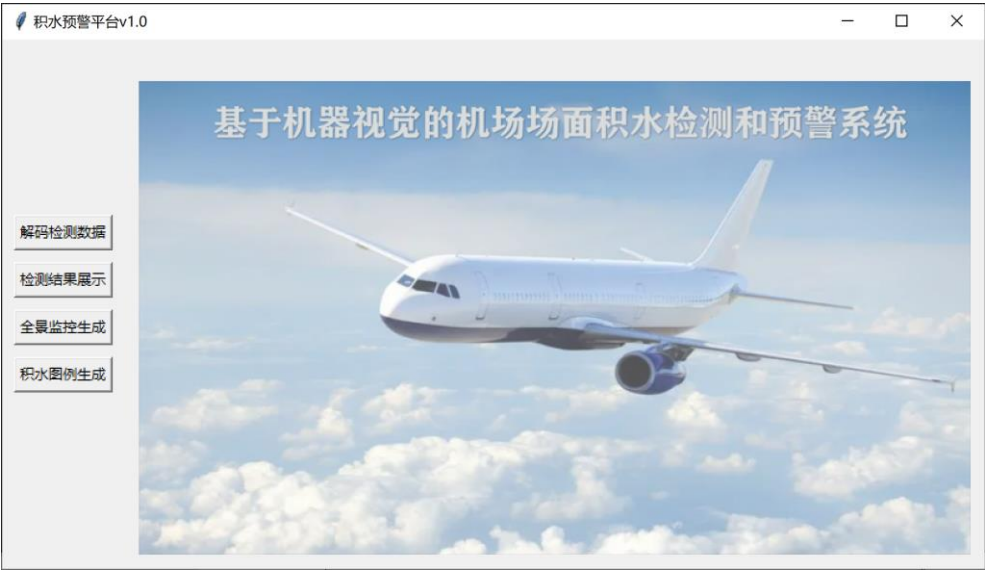 积水预警平台v1.0
基于机器视觉的机场场面积水检测和预警系统
解码检测数据
检测结果展示
全景监控生成
积水图例生成